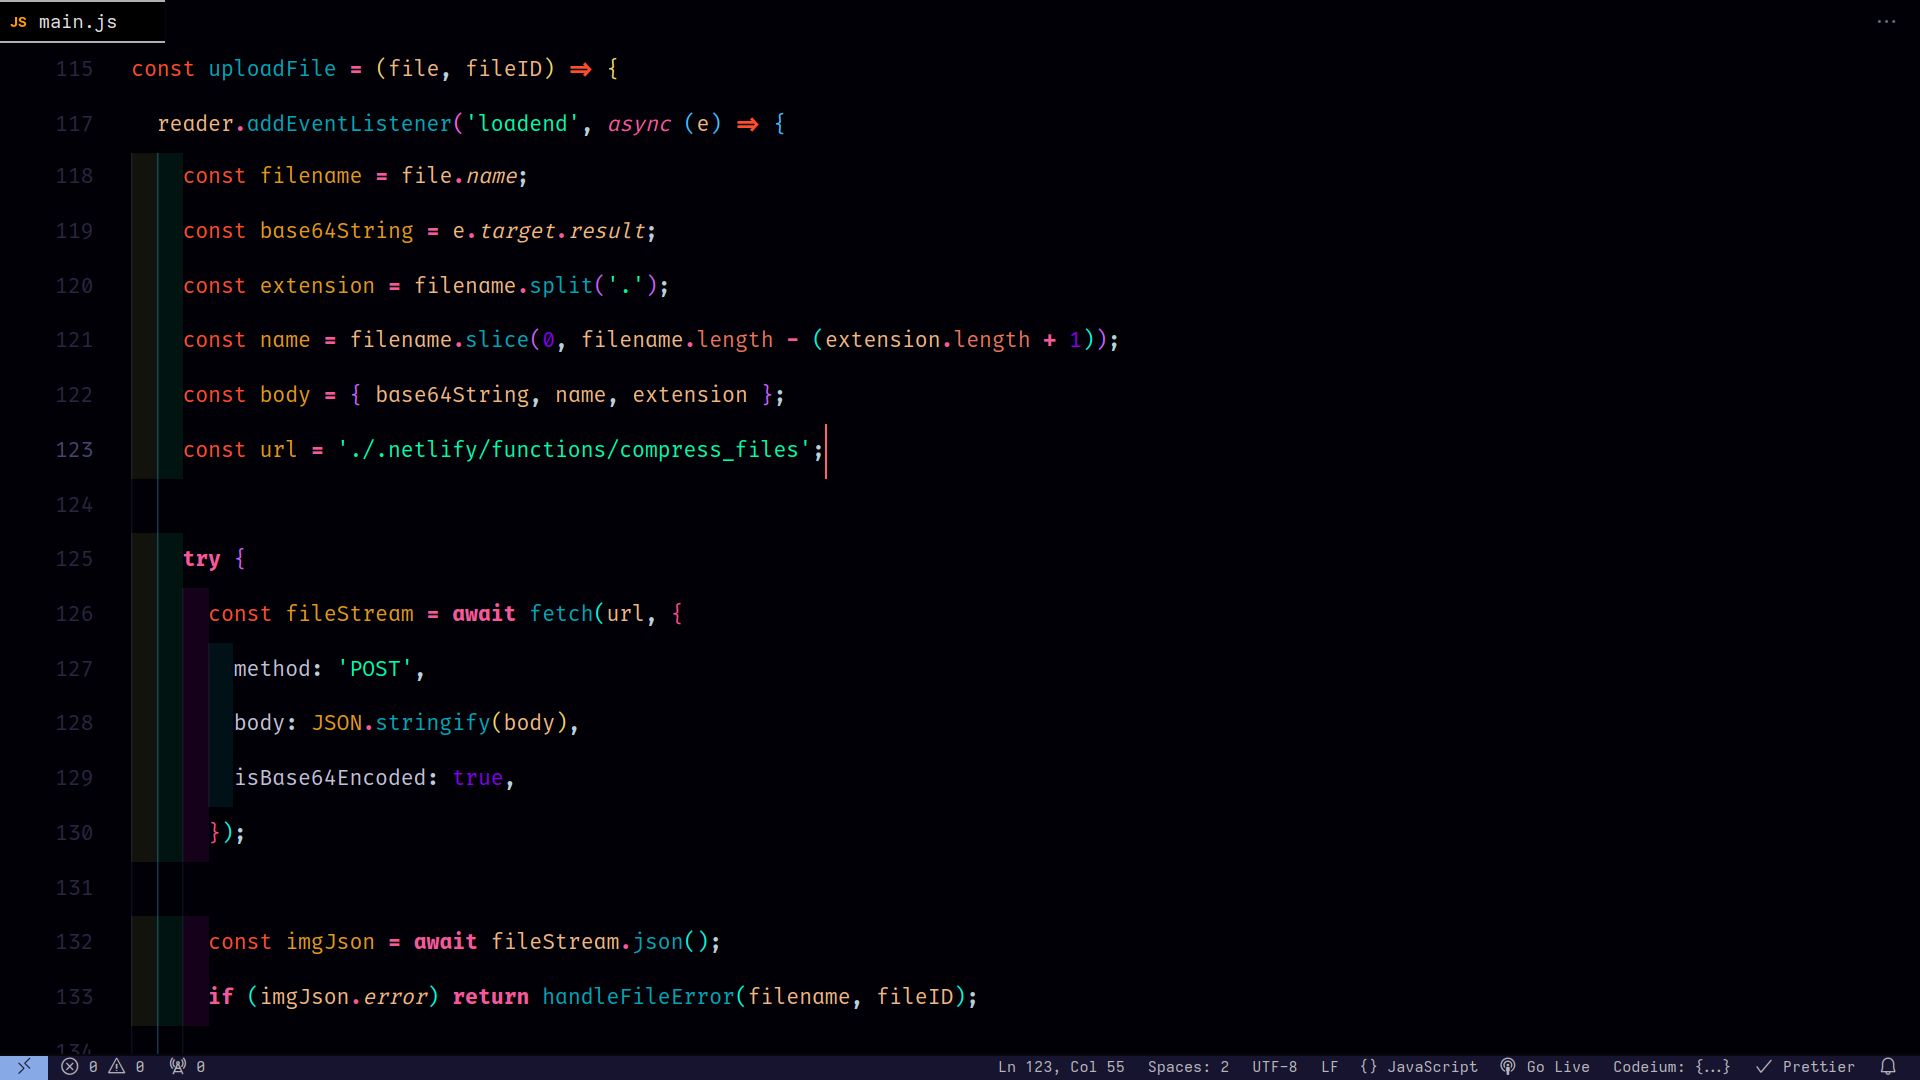 JS main.js ...
115 const uploadFile = (file, fileID) => {
117 reader.addEventListener('loadend', async (e) => {
118 const filename = file.name;
119 const base64String = e.target.result;
120 const extension = filename.split('.');
121 const name = filename.slice(0, filename.length - (extension.length + 1));
122 const body = { base64String, name, extension };
123 const url = './.netlify/functions/compress_files';
124
125 try {
126 const fileStream = await fetch(url, {
127 method: 'POST',
128 body: JSON.stringify(body),
129 isBase64Encoded: true,
130 });
131
132 const imgJson = await fileStream.json();
133 if (imgJson.error) return handleFileError(filename, fileID);
134
0 0 0 Ln 123, Col 55 Spaces: 2 UTF-8 LF {} JavaScript Go Live Codeium: {...} Prettier